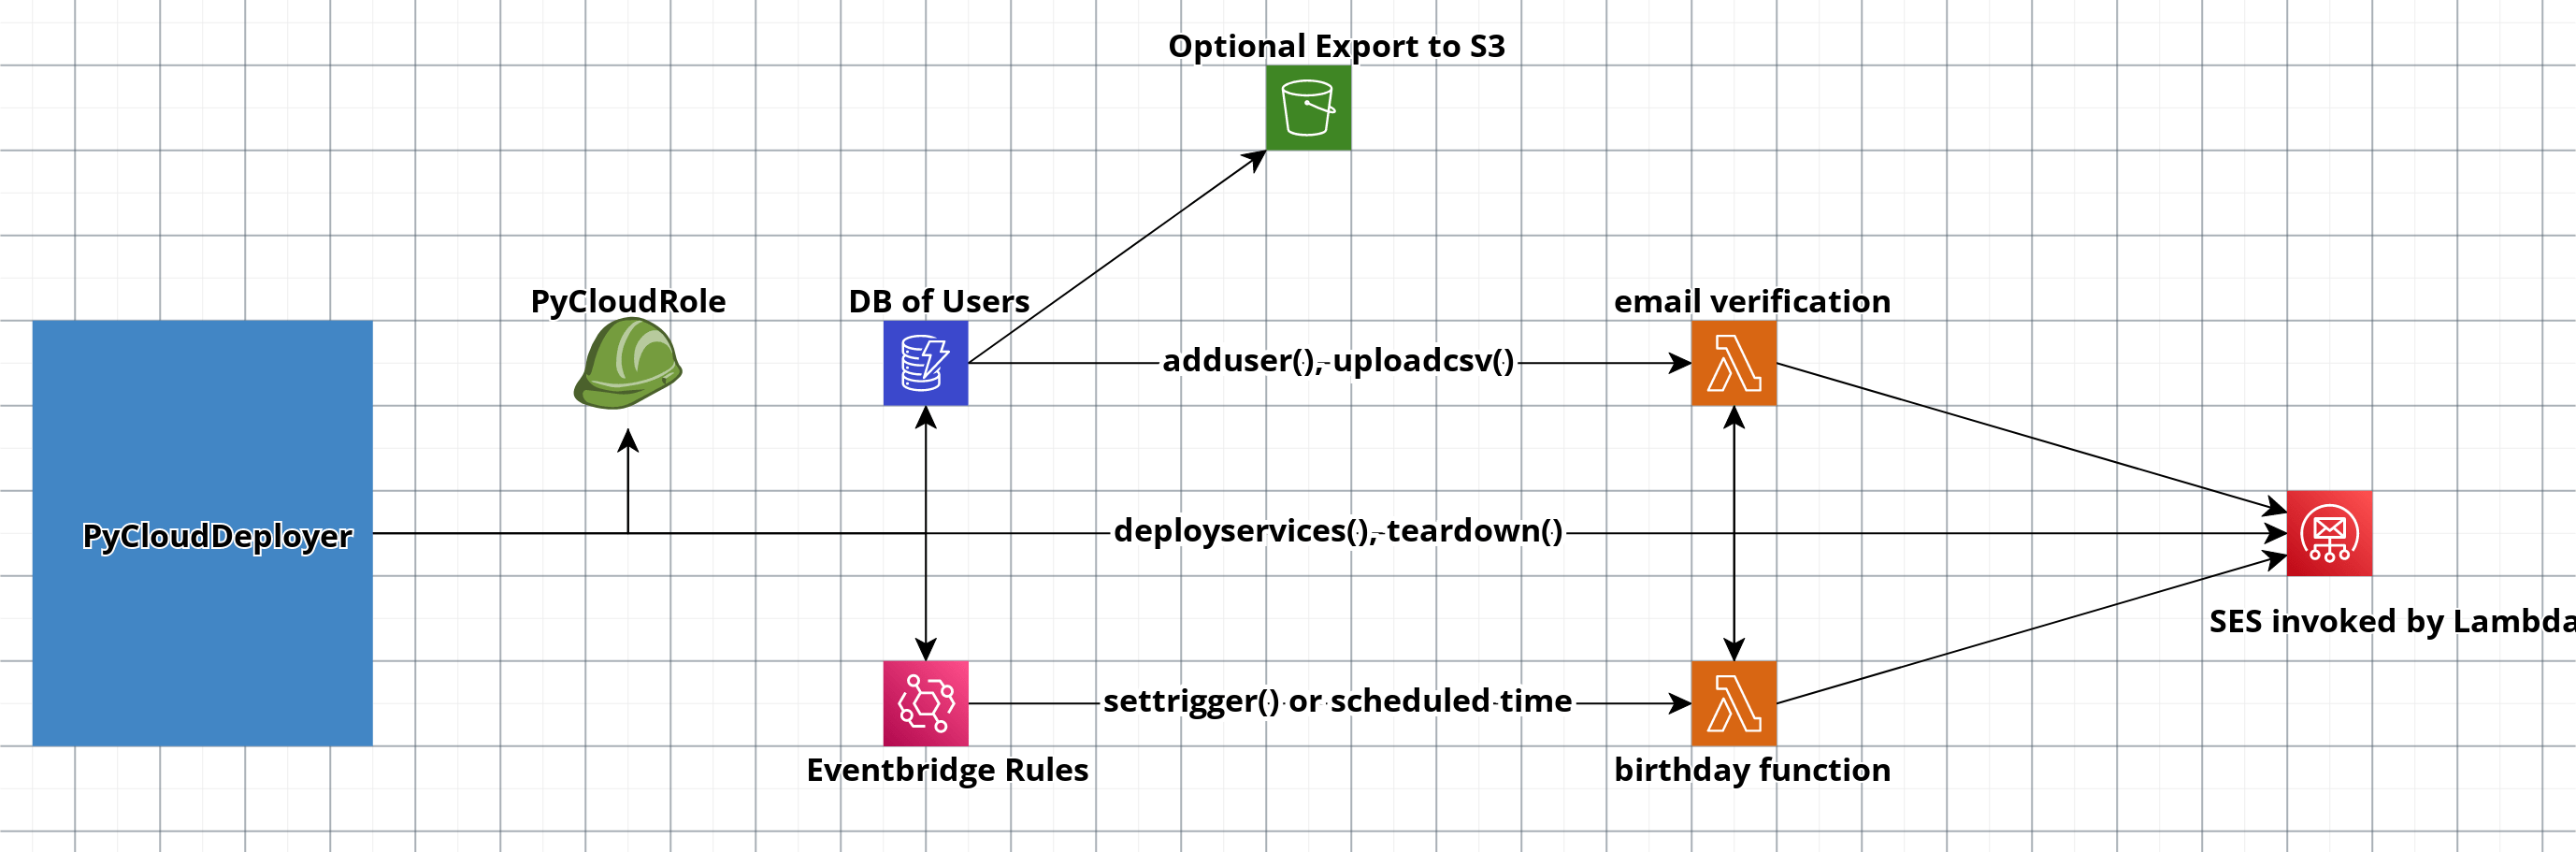 Optional Export to S3
PyCloudRole
DB of Users
email verification
adduser(), uploadcsv()
PyCloudDeployer
deployservices(), teardown()
SES invoked by Lambda
settrigger() or scheduled time
Eventbridge Rules
birthday function